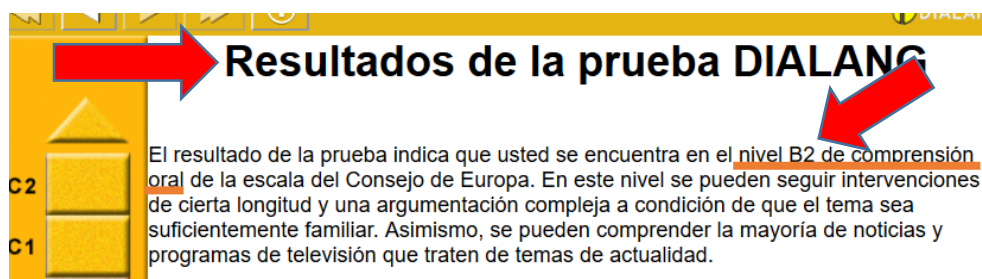 DIALAN
Resultados de la prueba DIALANG
El resultado de la prueba indica que usted se encuentra en el nivel B2 de comprensión
oral de la escala del Consejo de Europa. En este nivel se pueden seguir intervenciones
de cierta longitud y una argumentación compleja a condición de que el tema sea
suficientemente familiar. Asimismo, se pueden comprender la mayoría de noticias y
programas de televisión que traten de temas de actualidad.
C2
C1